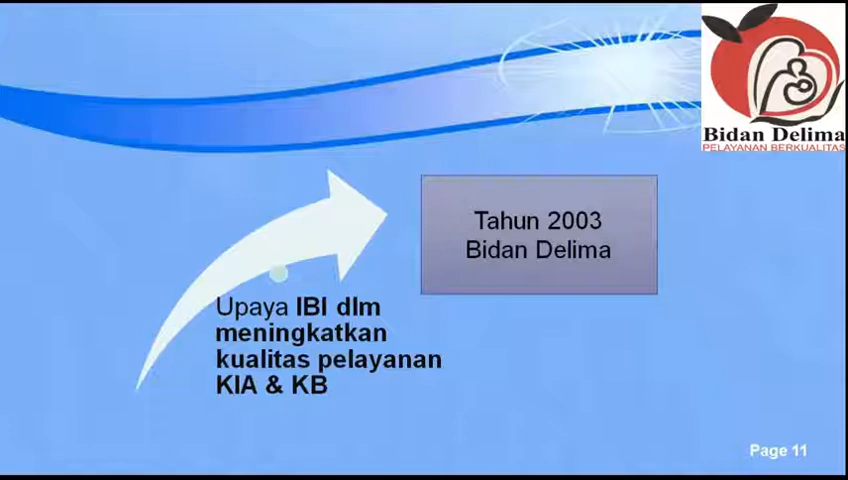 Bidan Delima
PELAYANAN BERKUALITAS
Tahun 2003
Bidan Delima
Upaya IBI dlm
meningkatkan
kualitas pelayanan
KIA & KB
Page 11